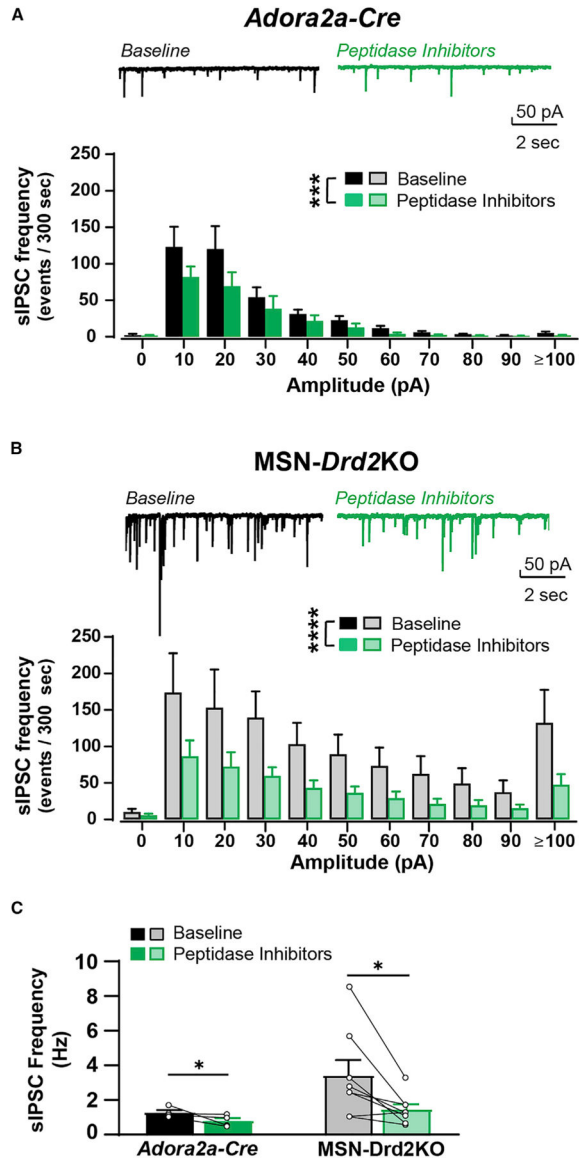 A
Adora2a-Cre
Baseline
Peptidase Inhibitors
50 pA
2 sec
250
200
150
100
50
0
sIPSC frequency
(events / 300 sec)
***
Baseline
Peptidase Inhibitors
0 10 20 30 40 50 60 70 80 90 ≥100
Amplitude (pA)
B
MSN-Drd2KO
Baseline
Peptidase Inhibitors
50 pA
2 sec
250
200
150
100
50
0
sIPSC frequency
(events / 300 sec)
****
Baseline
Peptidase Inhibitors
0 10 20 30 40 50 60 70 80 90 ≥100
Amplitude (pA)
C
Baseline
Peptidase Inhibitors
10
8
6
4
2
0
sIPSC Frequency
(Hz)
*
*
Adora2a-Cre MSN-Drd2KO